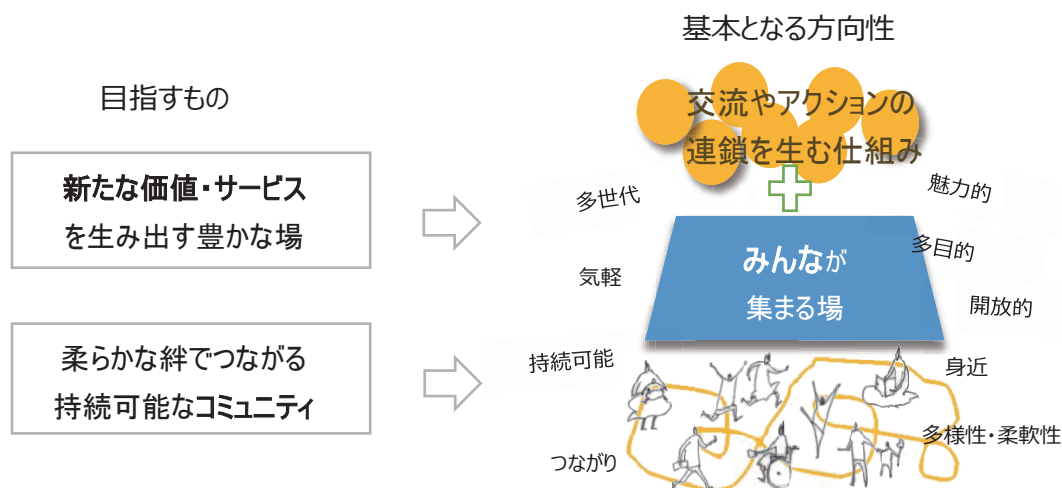 目指すもの
新たな価値・サービス
を生み出す豊かな場
柔らかな絆でつながる
持続可能なコミュニティ
基本となる方向性
交流やアクションの
連鎖を生む仕組み
多世代
魅力的
みんなが
集まる場
多目的
気軽
開放的
持続可能
身近
多様性・柔軟性
つながり